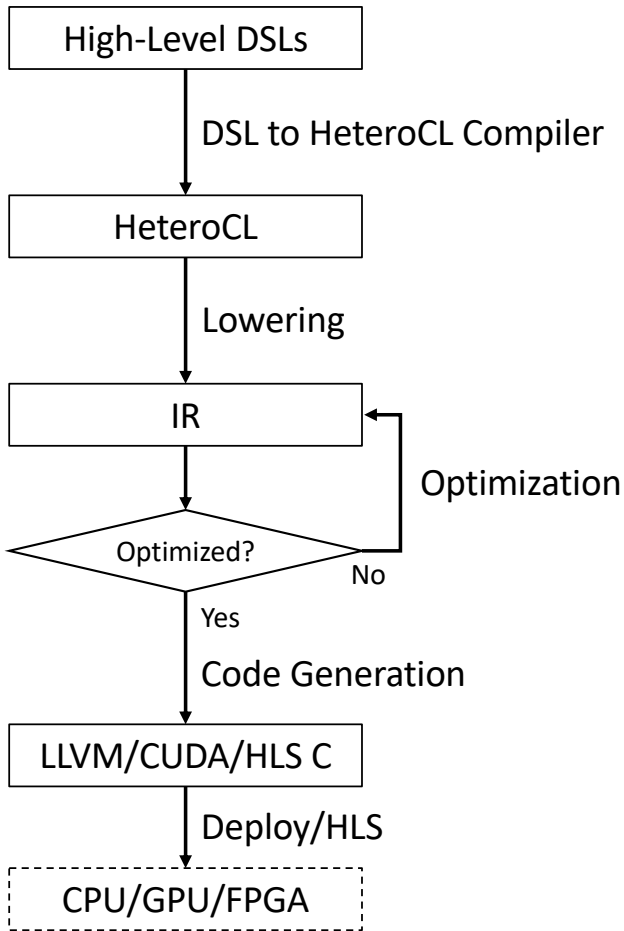 High-Level DSLs
DSL to HeteroCL Compiler
HeteroCL
Lowering
IR
Optimization
Optimized?
No
Yes
Code Generation
LLVM/CUDA/HLS C
Deploy/HLS
CPU/GPU/FPGA